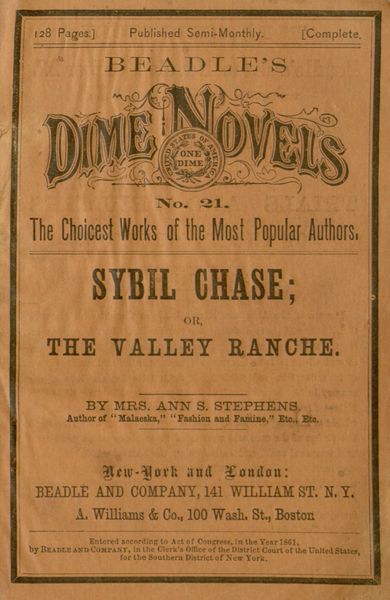 128 Pages.] Published Semi-Monthly. [Complete.
BEADLE'S
DIME NOVELS
UNITED STATES OF AMERICA
ONE
DIME
No. 21.
The Choicest Works of the Most Popular Authors.
SYBIL CHASE;
OR,
THE VALLEY RANCHE.
BY MRS. ANN S. STEPHENS.
Author of "Malaeska," "Fashion and Famine," Etc., Etc.
New-York and London:
BEADLE AND COMPANY, 141 WILLIAM ST. N. Y.
A. Williams & Co., 100 Wash. St., Boston
Entered according to Act of Congress, in the Year 1861,
by BEADLE AND COMPANY, in the Clerk's Office of the District Court of the United States,
for the Southern District of New York.